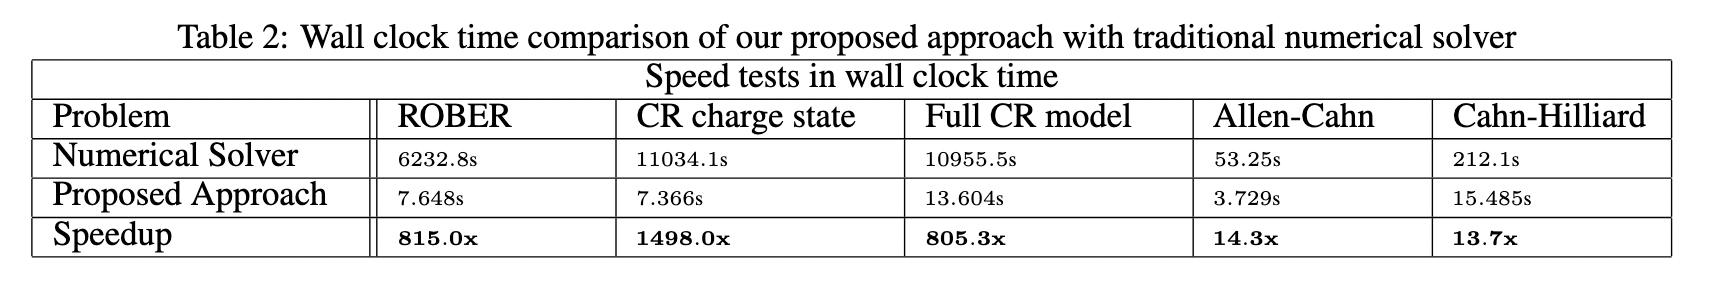 Table 2: Wall clock time comparison of our proposed approach with traditional numerical solver
Speed tests in wall clock time
Problem ROBER CR charge state Full CR model Allen-Cahn Cahn-Hilliard
Numerical Solver 6232.8s 11034.1s 10955.5s 53.25s 212.1s
Proposed Approach 7.648s 7.366s 13.604s 3.729s 15.485s
Speedup 815.0x 1498.0x 805.3x 14.3x 13.7x